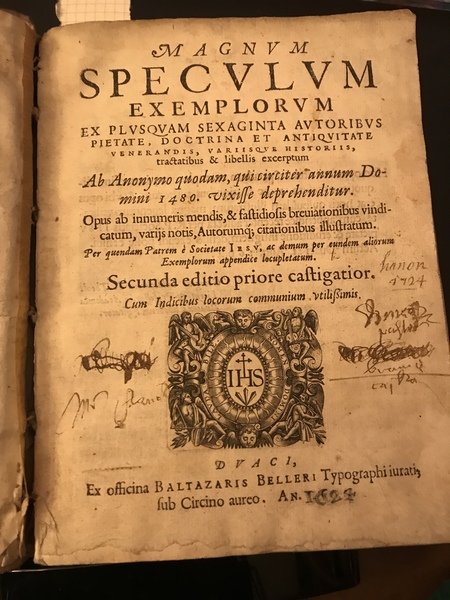 MAGNVM
SPECVLVM
EXEMPLORVM
EX PLVSQVAM SEXAGINTA AVTORIBVS
PIETATE, DOCTRINA ET ANTIQVITATE
VENERANDIS, VARIISQVE HISTORIIS,
tractatibus & libellis excerptum
Ab Anonymo quodam, qui circiter annum Do-
mini 1480. vixisse deprehenditur.
Opus ab innumeris mendis, & fastidiosis breuiationibus vindi-
catum, varijs notis, Autorumq; citationibus illustratum.
Per quendam Patrem è Societate IESV, ac demum per eundem aliorum
Exemplorum appendice locupletatum.
Secunda editio priore castigatior.
Cum Indicibus locorum communium vtilissimis.
hanon
1724
IHS
DVACI,
Ex officina BALTAZARIS BELLERI Typographi iurati,
sub Circino aureo. AN.